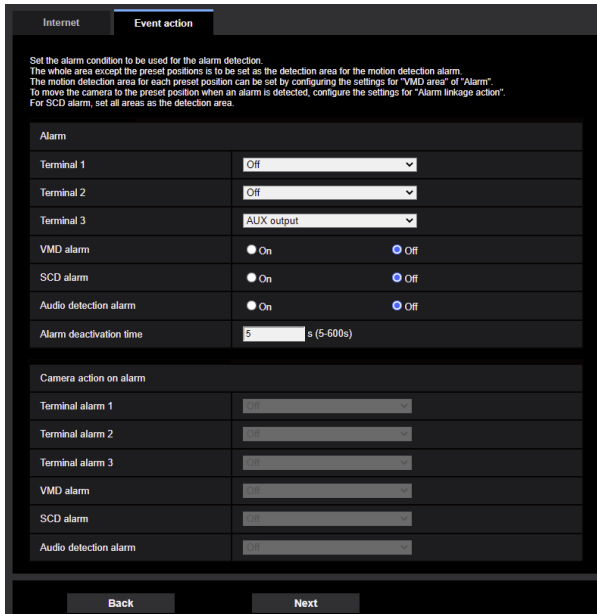 Internet Event action
Set the alarm condition to be used for the alarm detection.
The whole area except the preset positions is to be set as the detection area for the motion detection alarm.
The motion detection area for each preset position can be set by configuring the settings for "VMD area" of "Alarm".
To move the camera to the preset position when an alarm is detected, configure the settings for "Alarm linkage action".
For SCD alarm, set all areas as the detection area.
Alarm
Terminal 1 Off
Terminal 2 Off
Terminal 3 AUX output
VMD alarm On Off
SCD alarm On Off
Audio detection alarm On Off
Alarm deactivation time 5 s (5-600s)
Camera action on alarm
Terminal alarm 1 Off
Terminal alarm 2 Off
Terminal alarm 3 Off
VMD alarm Off
SCD alarm Off
Audio detection alarm Off
Back Next